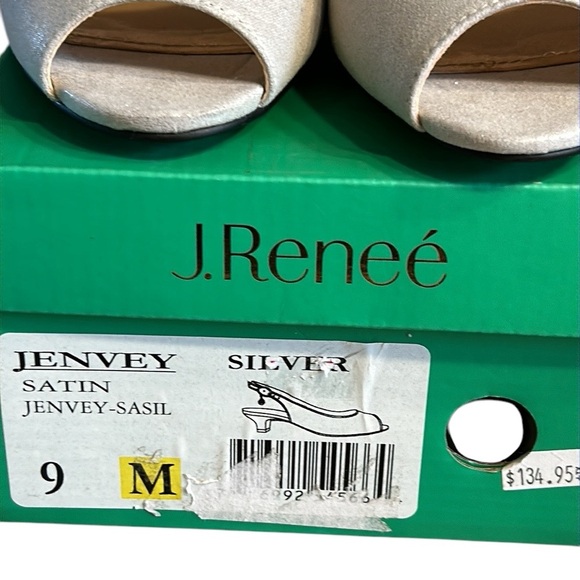 J.Reneé
JENVEY SILVER
SATIN
JENVEY-SASIL
9 M
$134.95